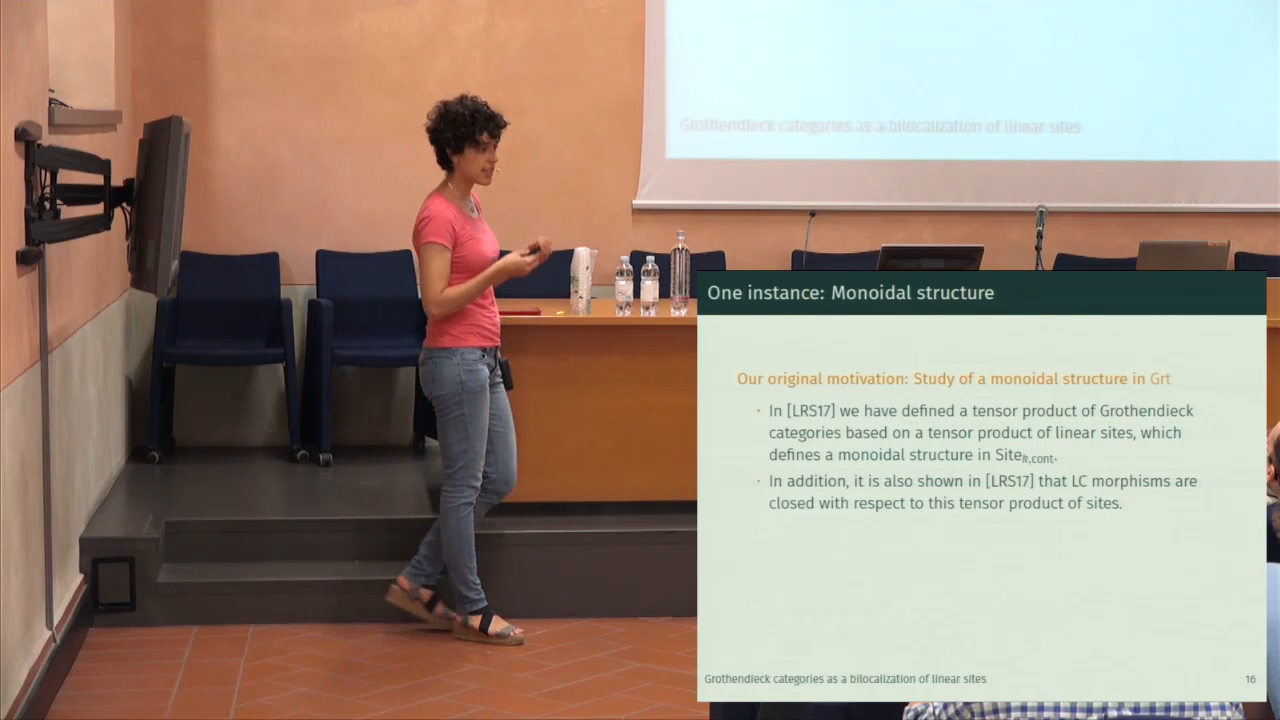 Grothendieck categories as a bilocalization of linear sites
One instance: Monoidal structure
Our original motivation: Study of a monoidal structure in Grt
· In [LRS17] we have defined a tensor product of Grothendieck
categories based on a tensor product of linear sites, which
defines a monoidal structure in Siteₖ,cont.
· In addition, it is also shown in [LRS17] that LC morphisms are
closed with respect to this tensor product of sites.
Grothendieck categories as a bilocalization of linear sites
16